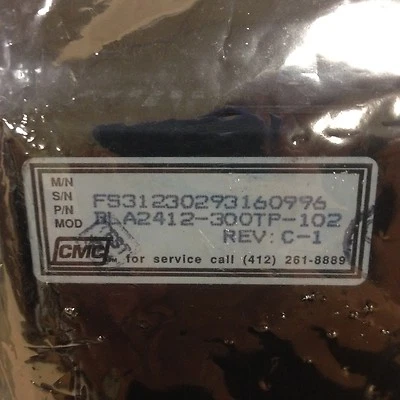 M/N
S/N FS31230293160996
P/N BLA2412-300TP-102
MOD REV: C-1
CMC for service call (412) 261-8889